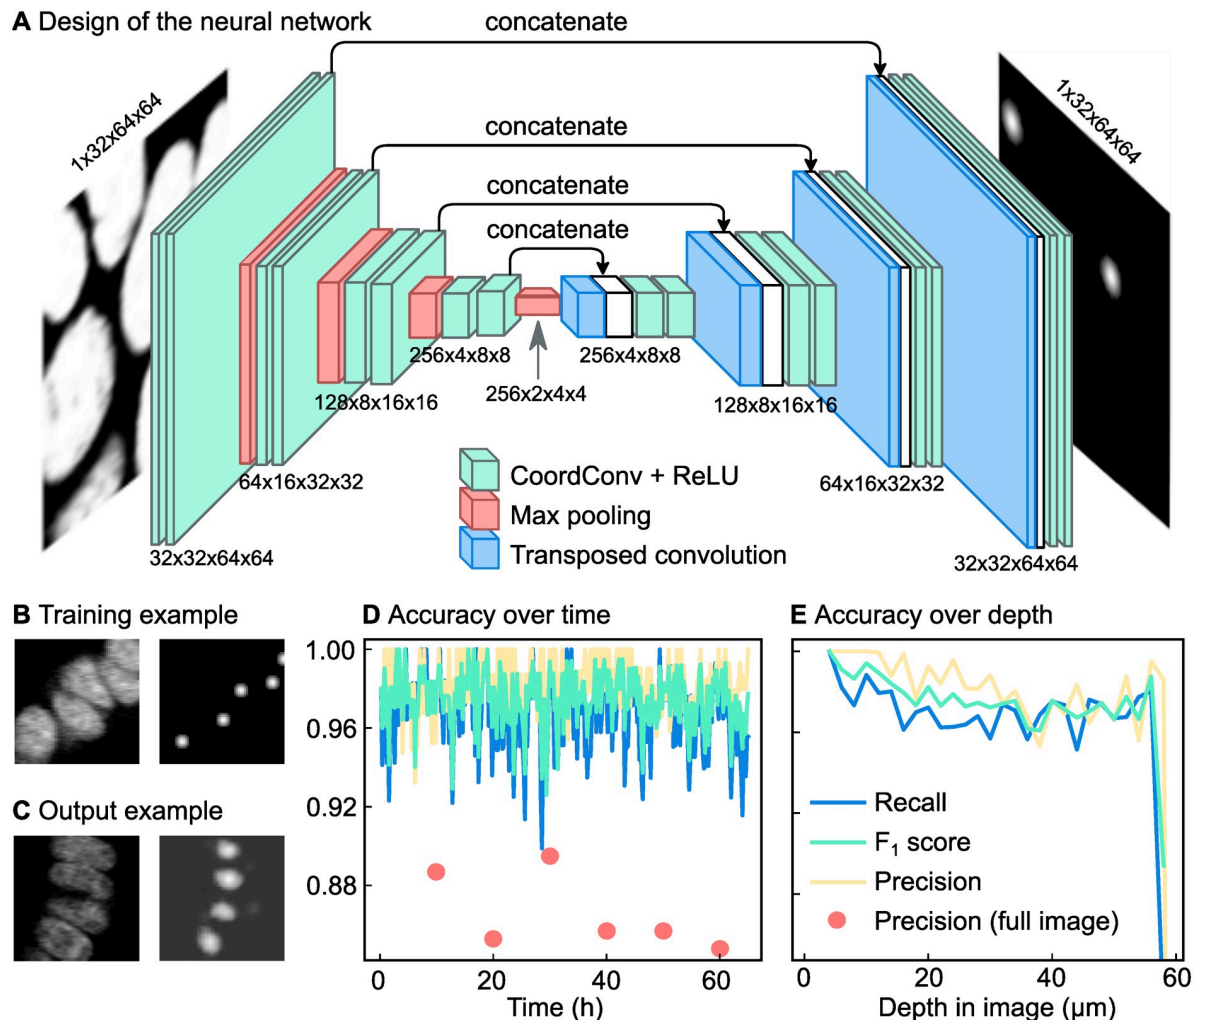 A Design of the neural network
concatenate
1x32x64x64
1x32x64x64
concatenate
concatenate
concatenate
256x4x8x8
256x4x8x8
256x2x4x4
128x8x16x16
128x8x16x16
64x16x32x32
64x16x32x32
32x32x64x64
32x32x64x64
CoordConv + ReLU
Max pooling
Transposed convolution
B Training example
C Output example
D Accuracy over time
1.00
0.96
0.92
0.88
0
20
40
60
Time (h)
E Accuracy over depth
Recall
F₁ score
Precision
Precision (full image)
0
20
40
60
Depth in image (μm)